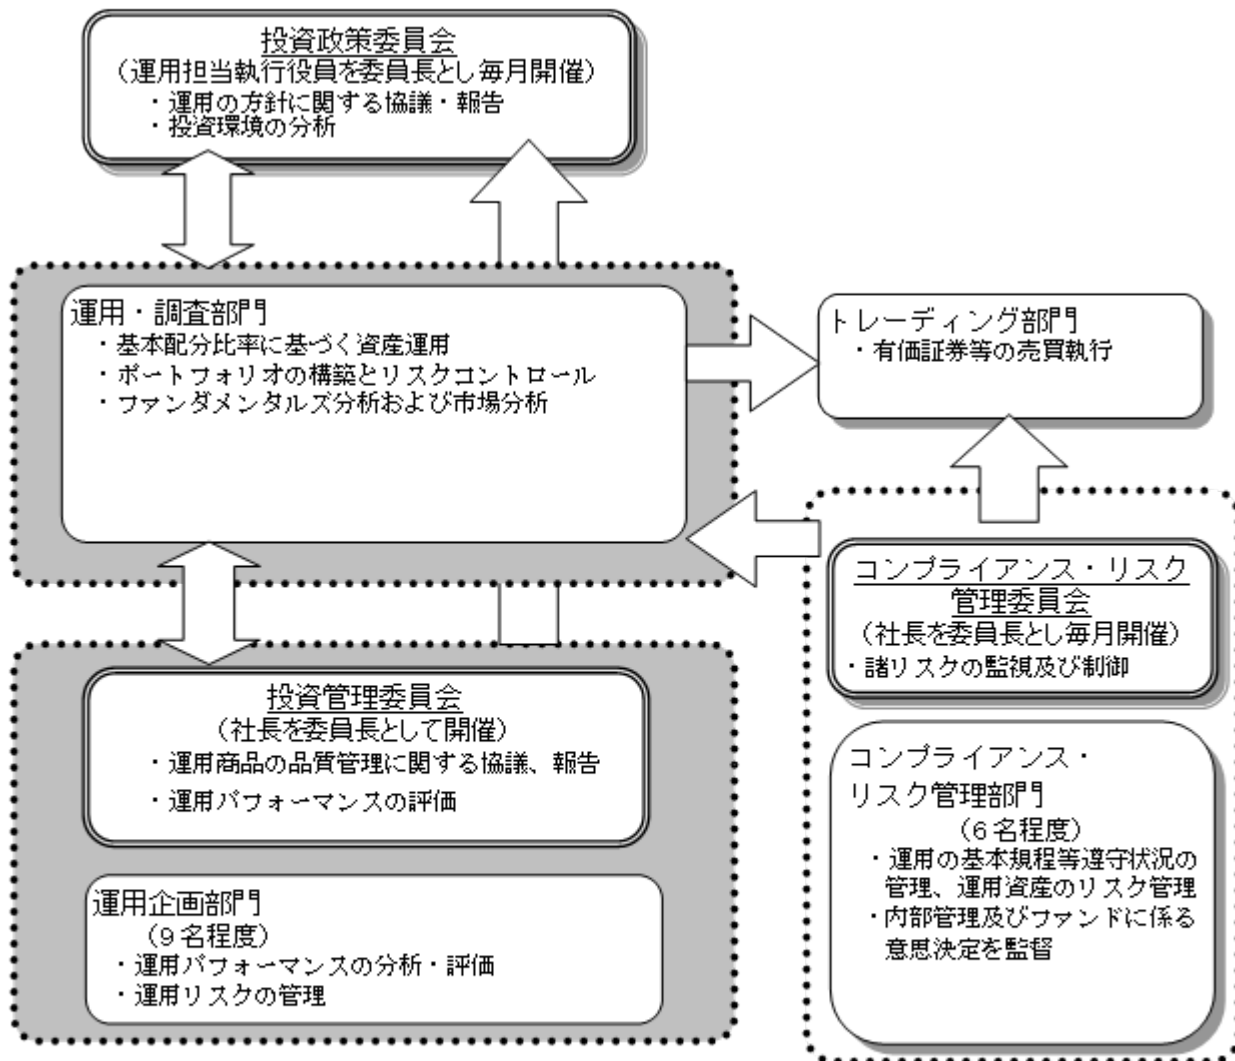 投資政策委員会
（運用担当執行役員を委員長とし毎月開催）
・運用の方針に関する協議・報告
・投資環境の分析
運用・調査部門
・基本配分比率に基づく資産運用
・ポートフォリオの構築とリスクコントロール
・ファンダメンタルズ分析および市場分析
トレーディング部門
・有価証券等の売買執行
コンプライアンス・リスク
管理委員会
（社長を委員長とし毎月開催）
・諸リスクの監視及び制御
投資管理委員会
（社長を委員長として開催）
・運用商品の品質管理に関する協議、報告
・運用パフォーマンスの評価
コンプライアンス・
リスク管理部門
（６名程度）
・運用の基本規程等遵守状況の
管理、運用資産のリスク管理
・内部管理及びファンドに係る
意思決定を監督
運用企画部門
（９名程度）
・運用パフォーマンスの分析・評価
・運用リスクの管理